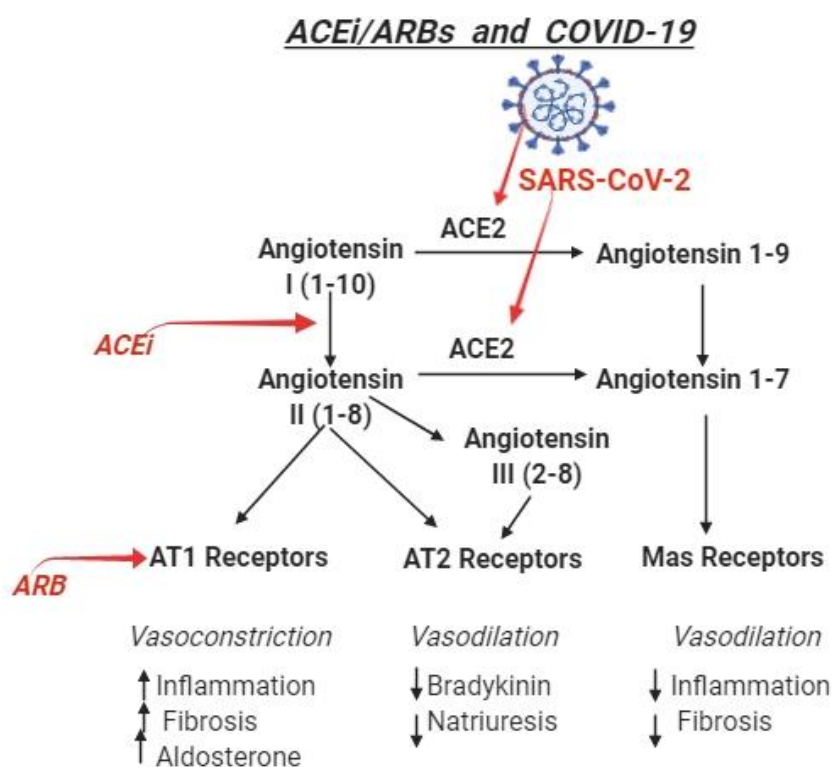 ACEi/ARBs and COVID-19
SARS-CoV-2
ACE2
Angiotensin
I (1-10)
Angiotensin 1-9
ACEi
ACE2
Angiotensin
II (1-8)
Angiotensin 1-7
Angiotensin
III (2-8)
ARB
AT1 Receptors
AT2 Receptors
Mas Receptors
Vasoconstriction
Inflammation
Fibrosis
Aldosterone
Vasodilation
Bradykinin
Natriuresis
Vasodilation
Inflammation
Fibrosis